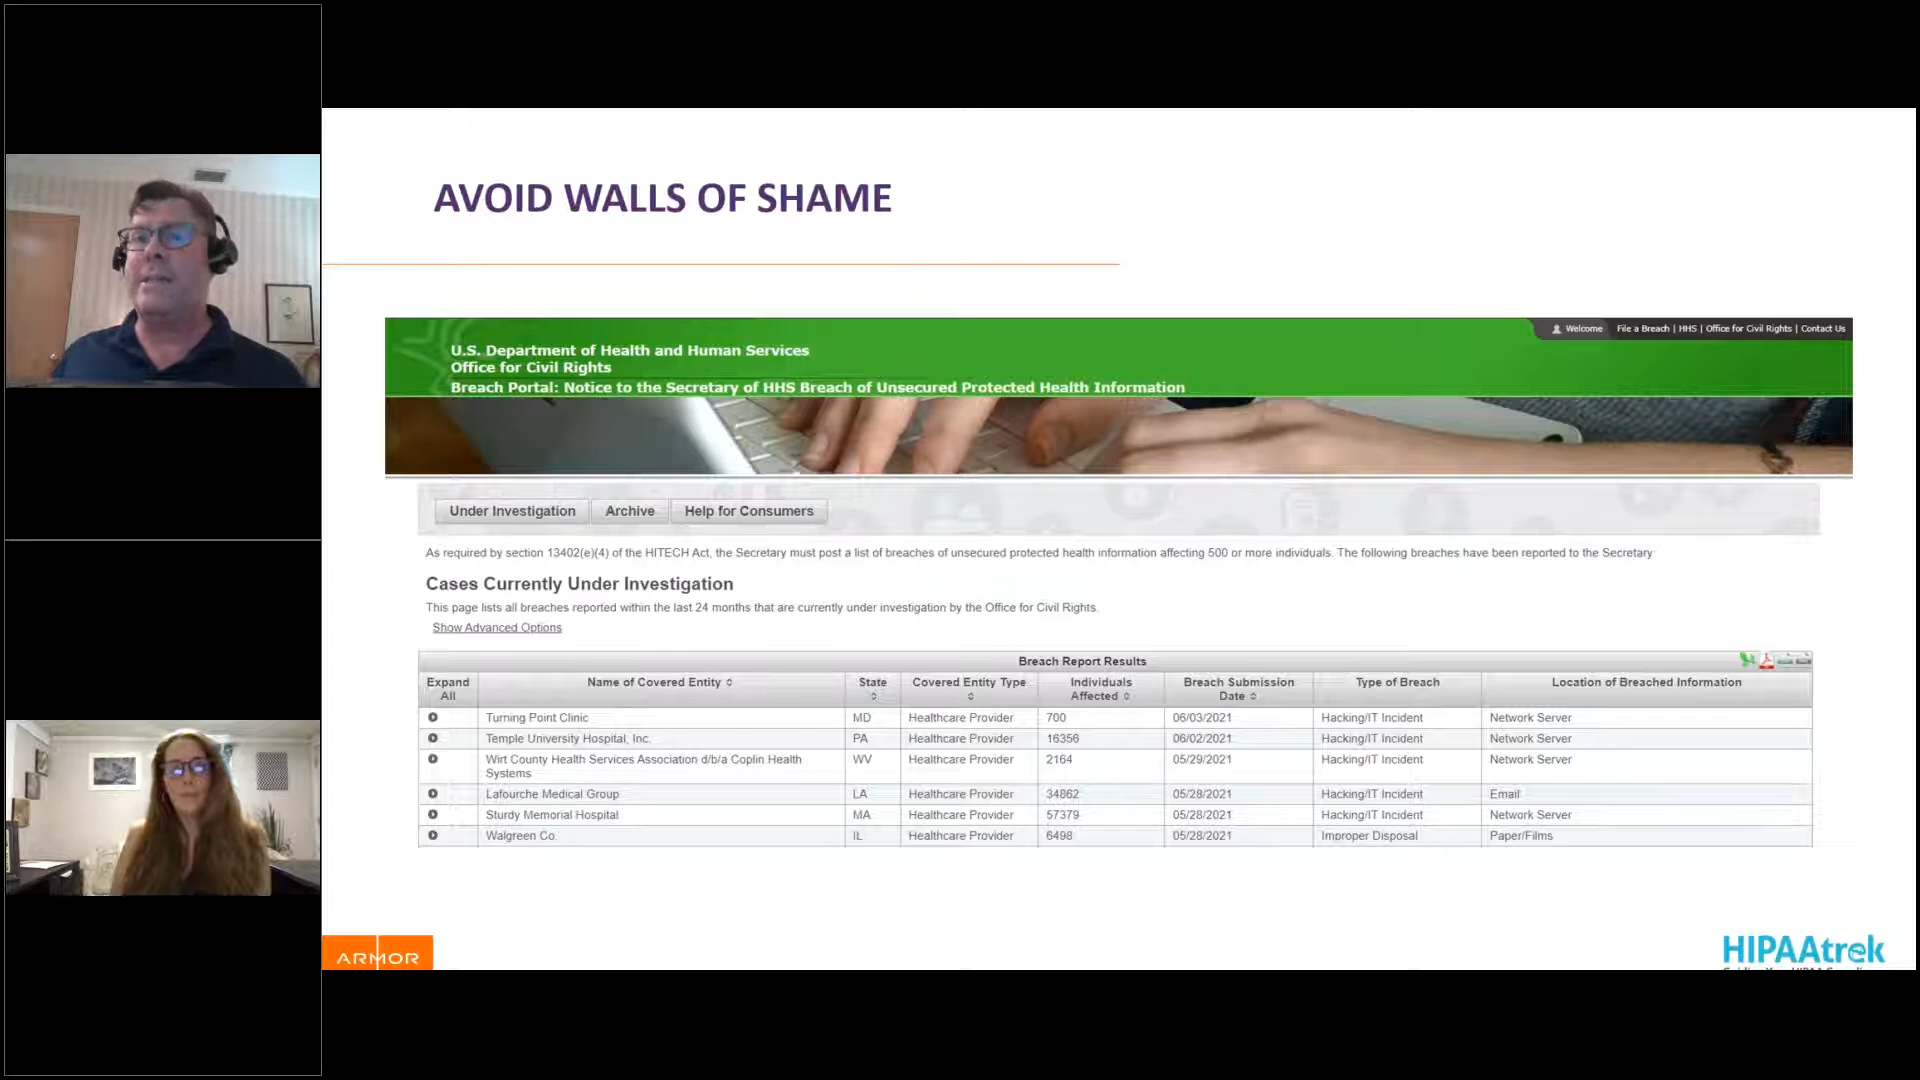 AVOID WALLS OF SHAME
Welcome File a Breach | HHS | Office for Civil Rights | Contact Us
U.S. Department of Health and Human Services
Office for Civil Rights
Breach Portal: Notice to the Secretary of HHS Breach of Unsecured Protected Health Information
Under Investigation Archive Help for Consumers
As required by section 13402(e)(4) of the HITECH Act, the Secretary must post a list of breaches of unsecured protected health information affecting 500 or more individuals. The following breaches have been reported to the Secretary
Cases Currently Under Investigation
This page lists all breaches reported within the last 24 months that are currently under investigation by the Office for Civil Rights.
Show Advanced Options
Breach Report Results
Expand All Name of Covered Entity State Covered Entity Type Individuals Affected Breach Submission Date Type of Breach Location of Breached Information
Turning Point Clinic MD Healthcare Provider 700 06/03/2021 Hacking/IT Incident Network Server
Temple University Hospital, Inc. PA Healthcare Provider 16356 06/02/2021 Hacking/IT Incident Network Server
Wirt County Health Services Association d/b/a Coplin Health Systems WV Healthcare Provider 2164 05/29/2021 Hacking/IT Incident Network Server
Lafourche Medical Group LA Healthcare Provider 34862 05/28/2021 Hacking/IT Incident Email
Sturdy Memorial Hospital MA Healthcare Provider 57379 05/28/2021 Hacking/IT Incident Network Server
Walgreen Co. IL Healthcare Provider 6498 05/28/2021 Improper Disposal Paper/Films
ARMOR
HIPAAtrek